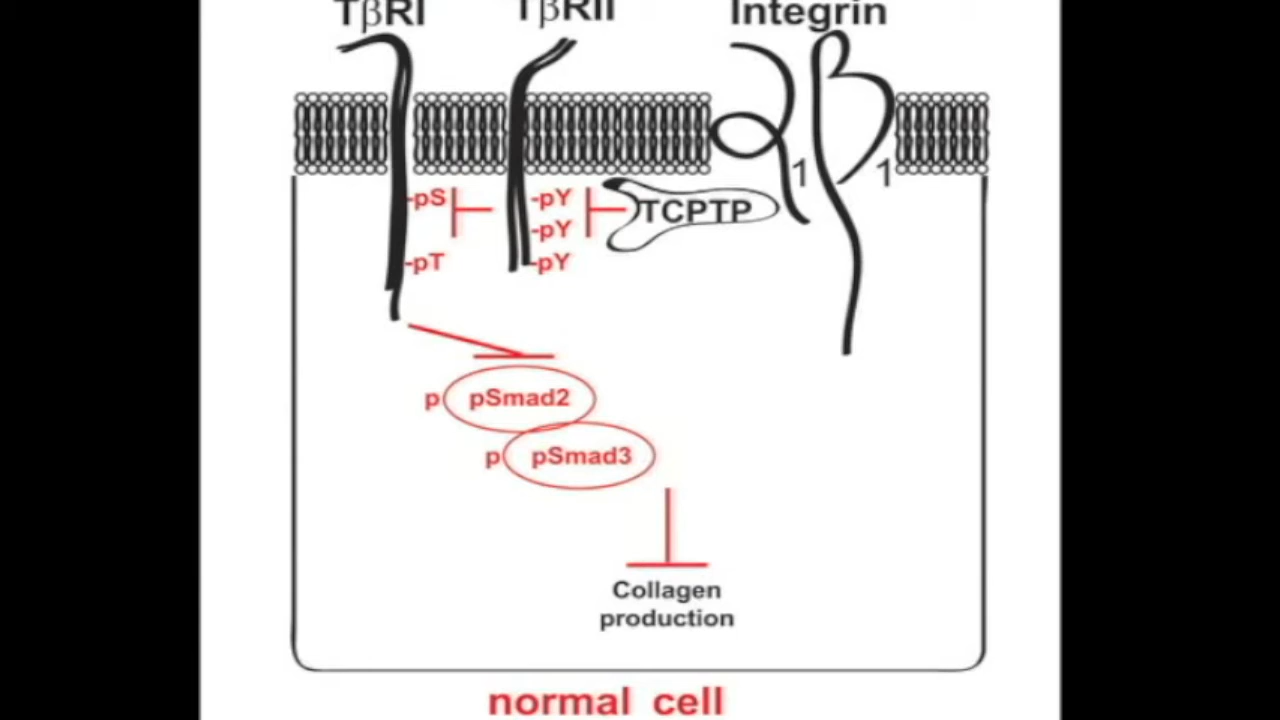 TβRI
TβRII
Integrin
1
1
-pS
-pY
TCPTP
-pY
-pT
-pY
p
pSmad2
p
pSmad3
Collagen
production
normal cell